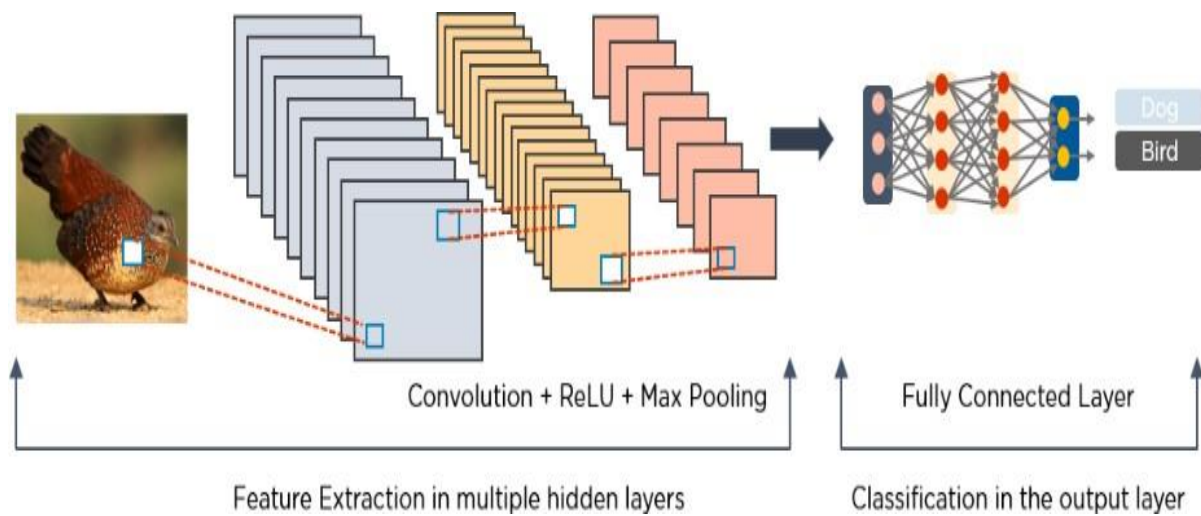 Dog
Bird
Convolution + ReLU + Max Pooling
Fully Connected Layer
Feature Extraction in multiple hidden layers
Classification in the output layer